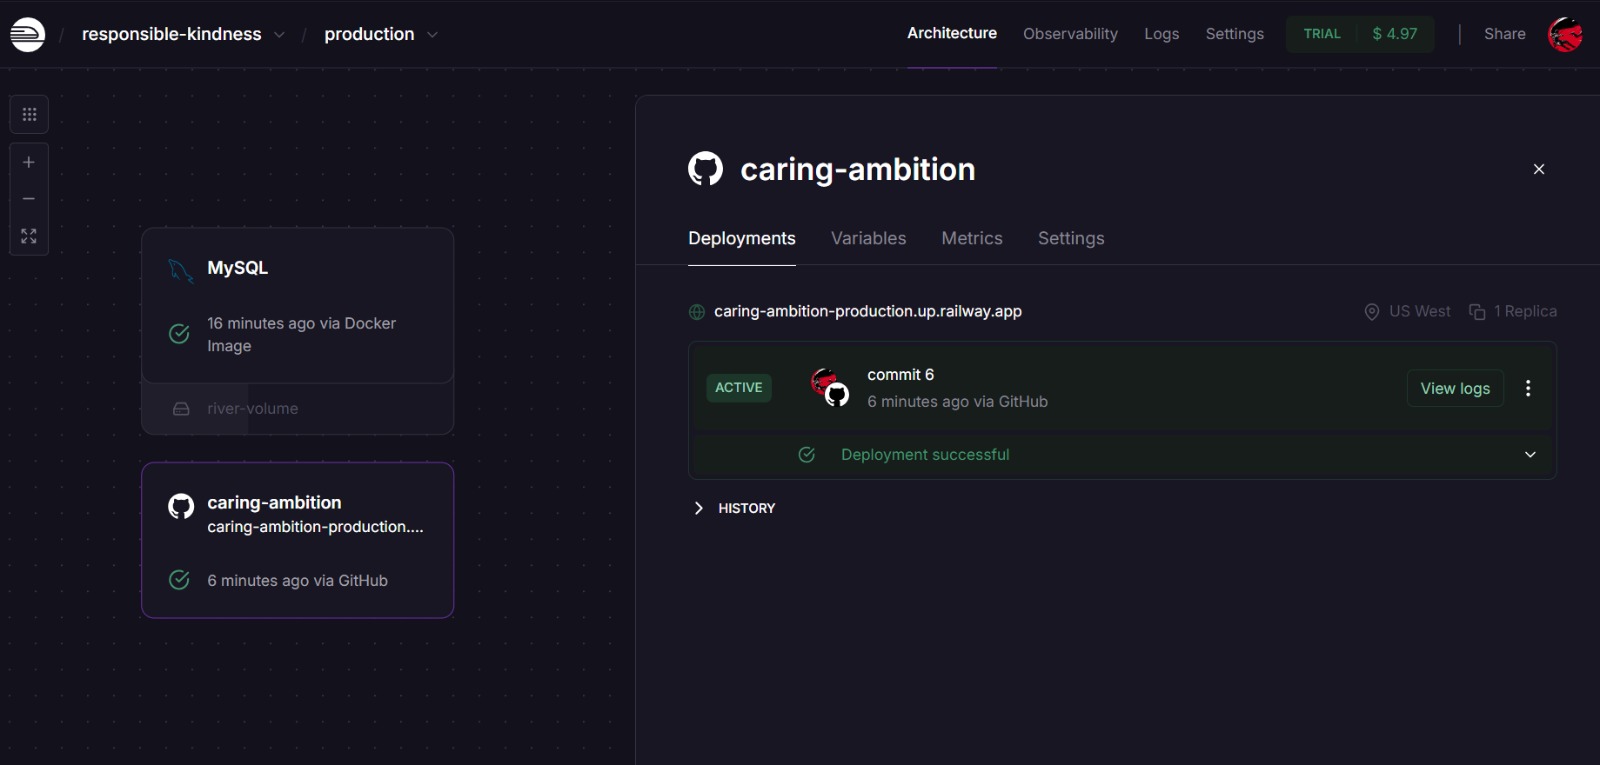 / responsible-kindness / production
Architecture Observability Logs Settings TRIAL $ 4.97 Share
MySQL
16 minutes ago via Docker
Image
river-volume
caring-ambition
caring-ambition-production....
6 minutes ago via GitHub
caring-ambition
Deployments Variables Metrics Settings
caring-ambition-production.up.railway.app US West 1 Replica
ACTIVE
commit 6
6 minutes ago via GitHub
View logs
Deployment successful
HISTORY